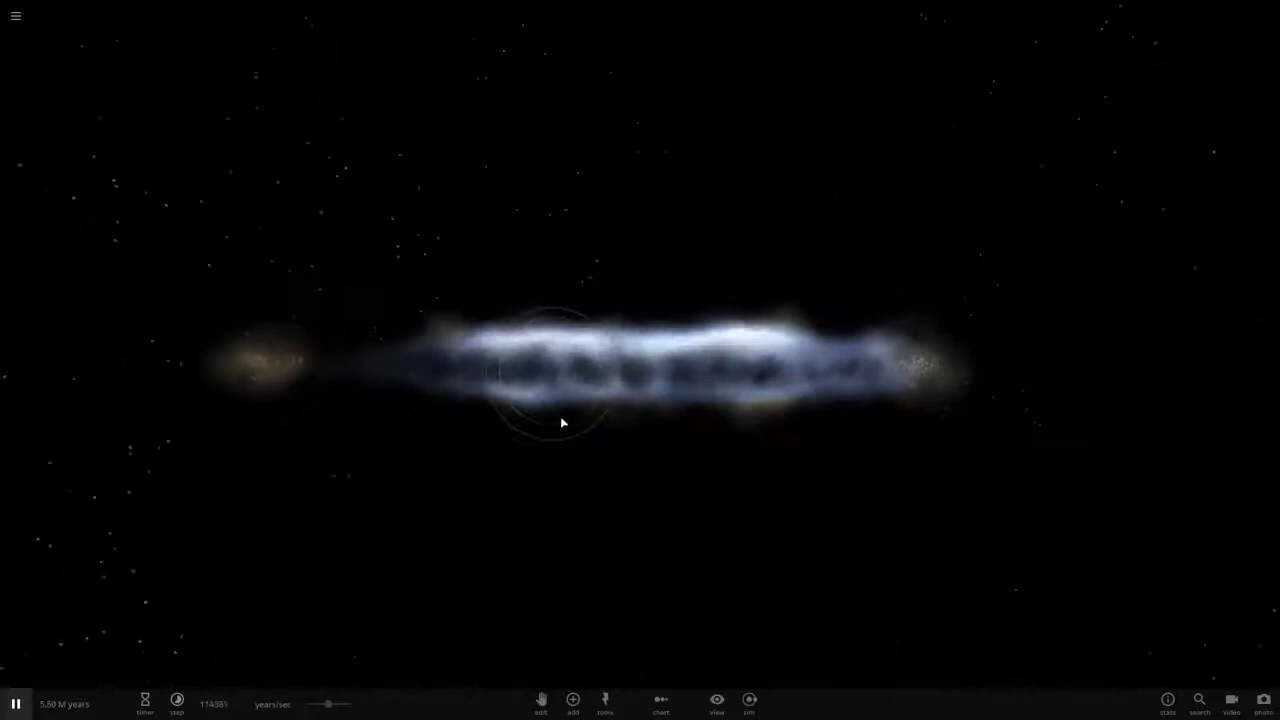 5.50 M years
timer
step
years/sec
edit
add
tools
chart
view
sim
stats
search
video
photo